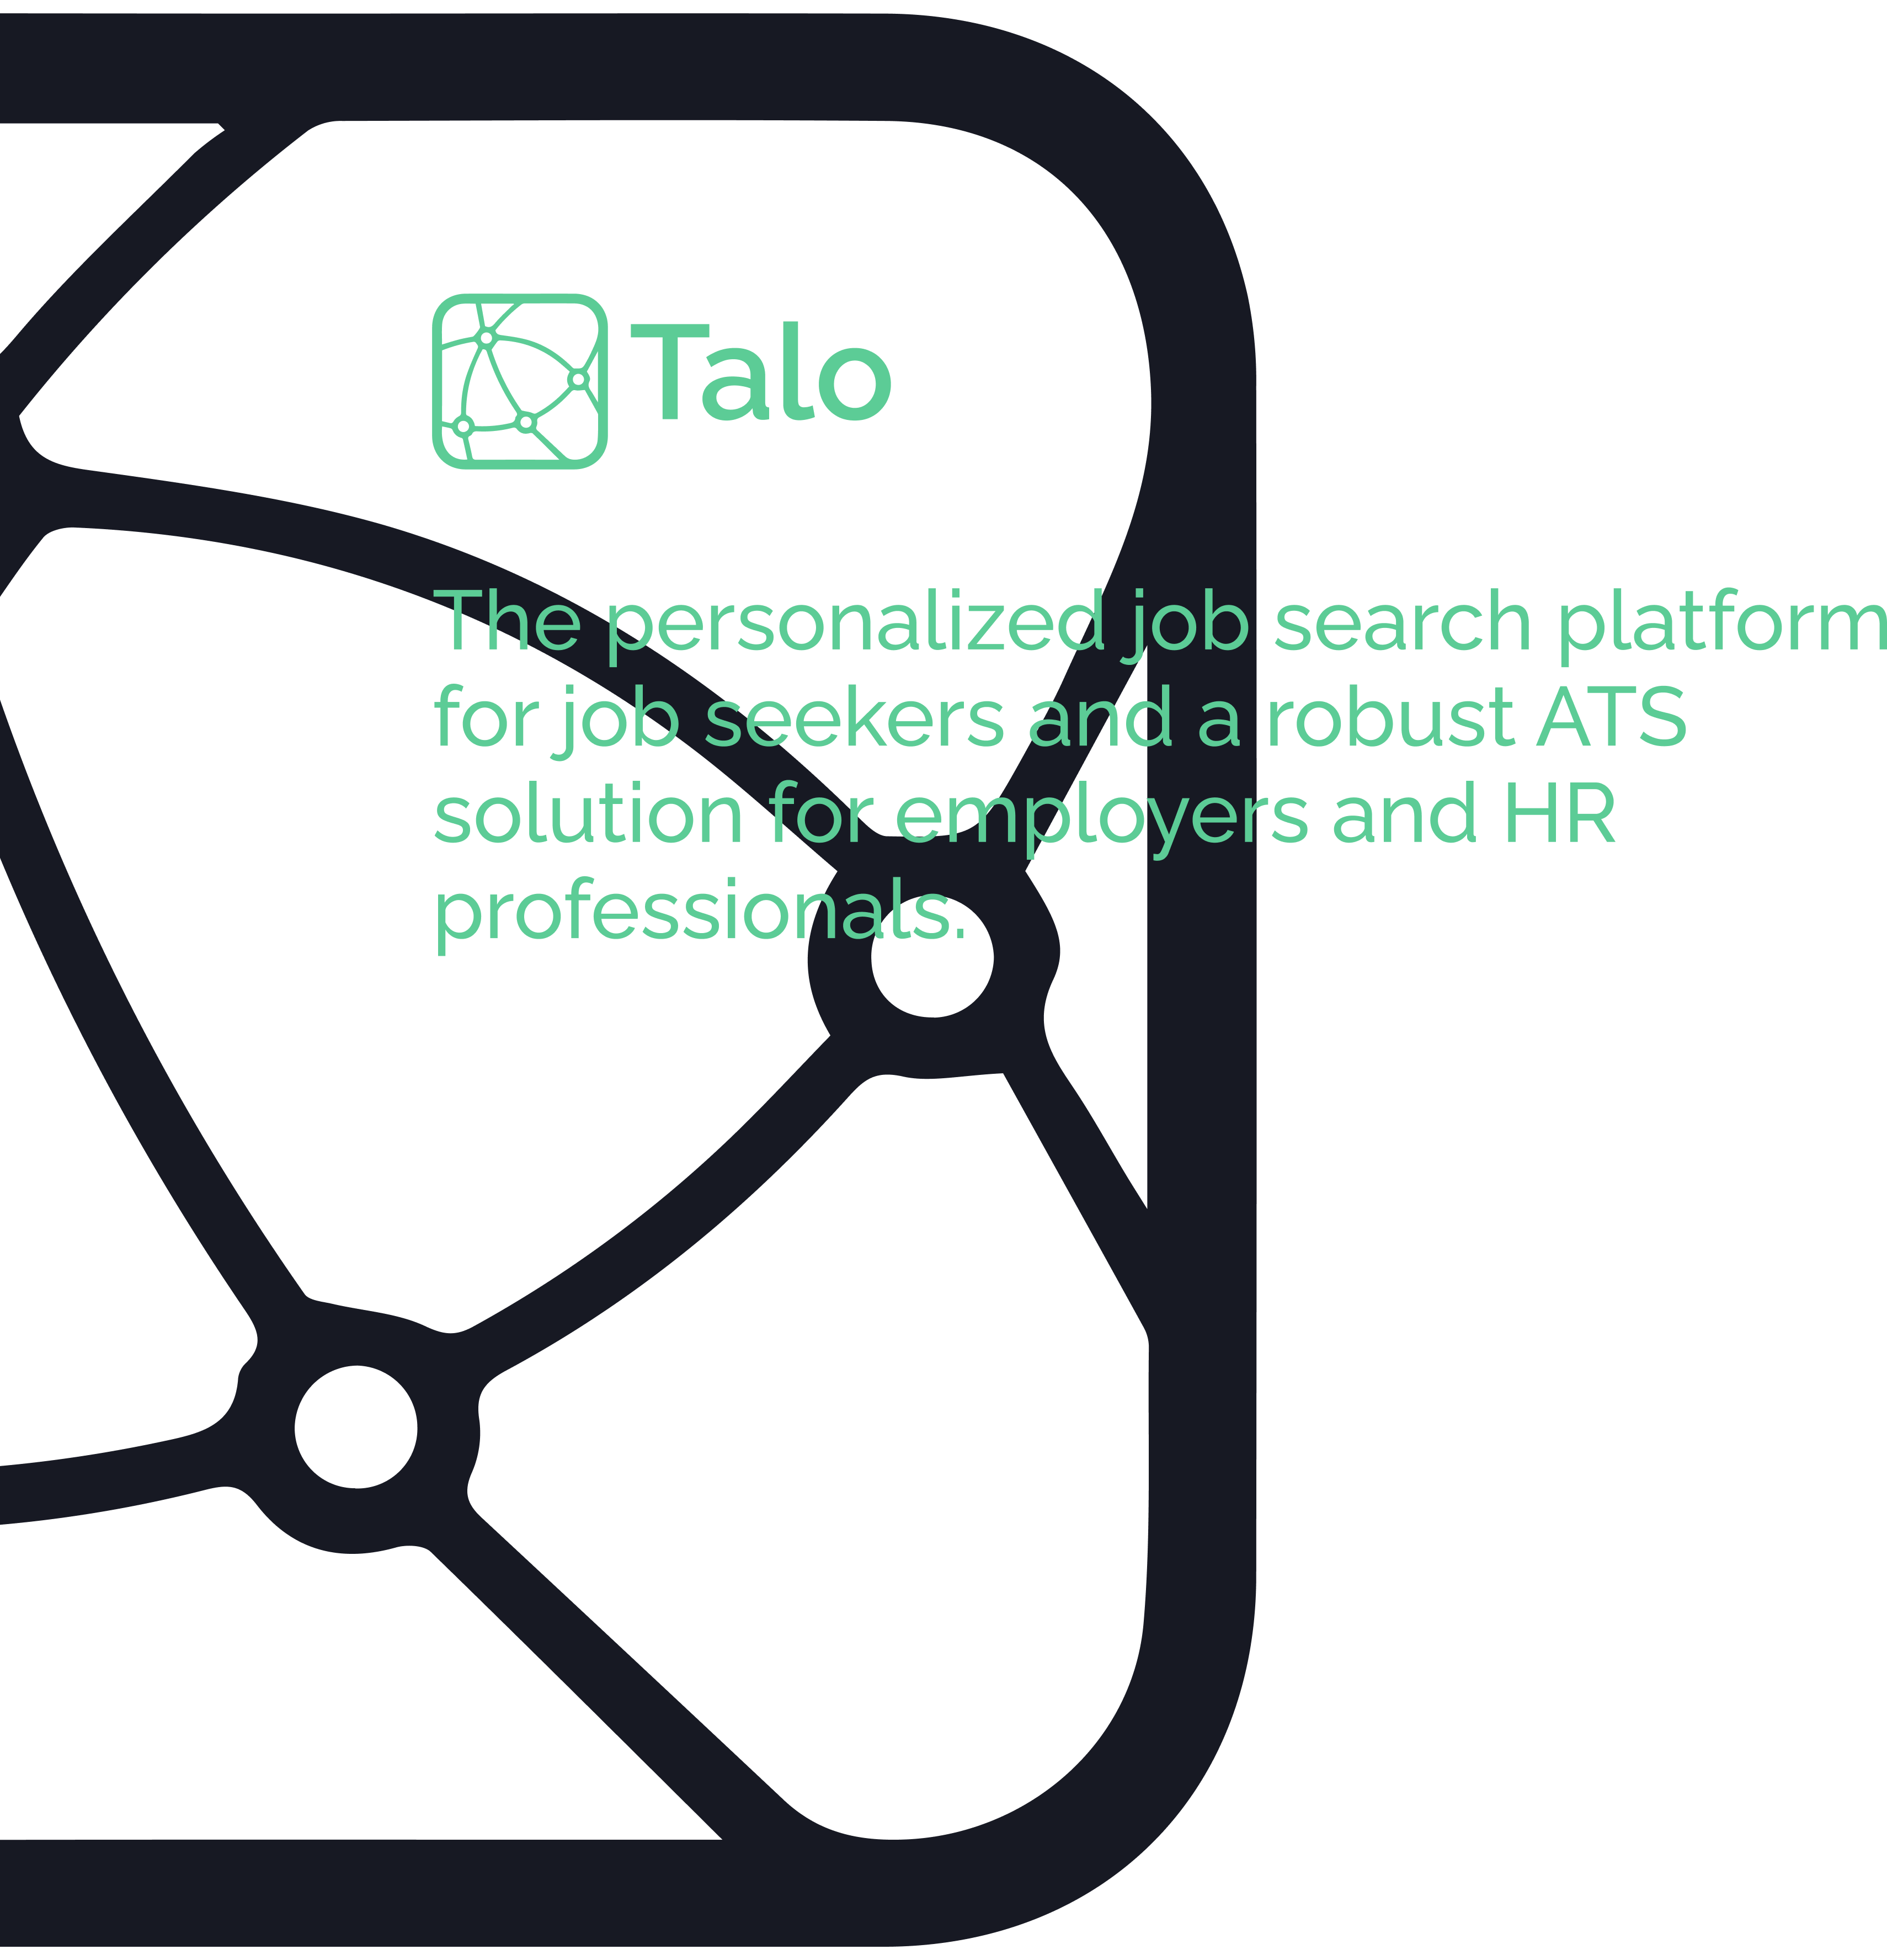 Talo
The personalized job search platform
for job seekers and a robust ATS
solution for employers and HR
professionals.